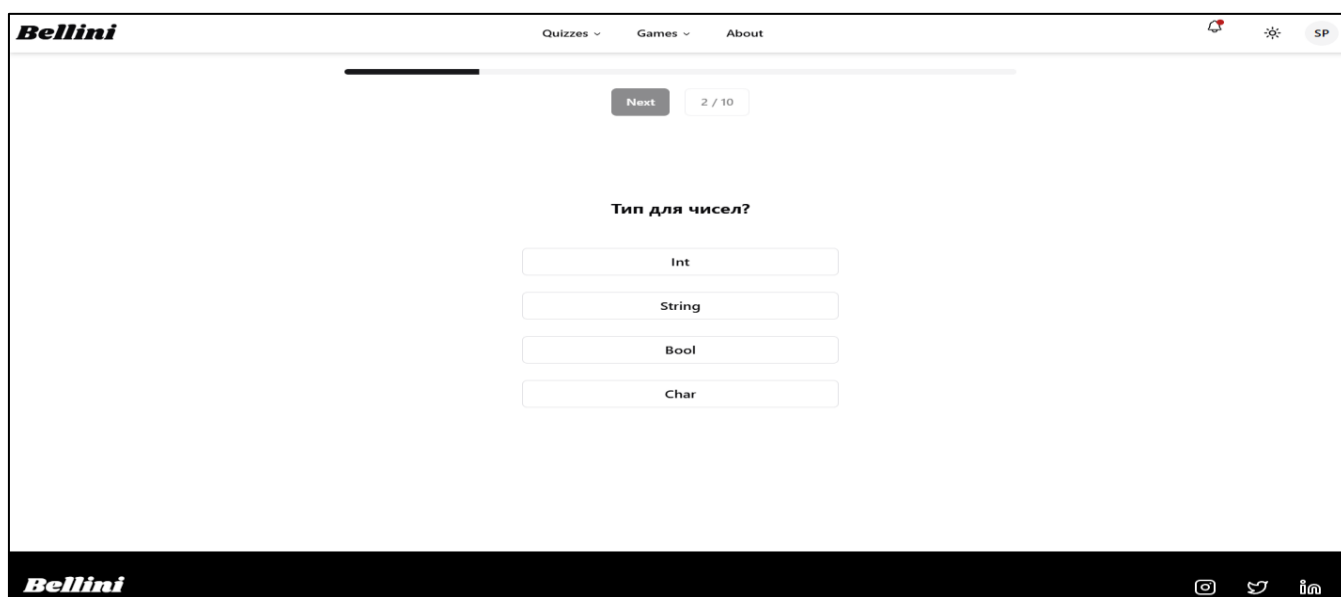 Bellini
Quizzes Games About SP
Next 2 / 10
Тип для чисел?
Int
String
Bool
Char
Bellini